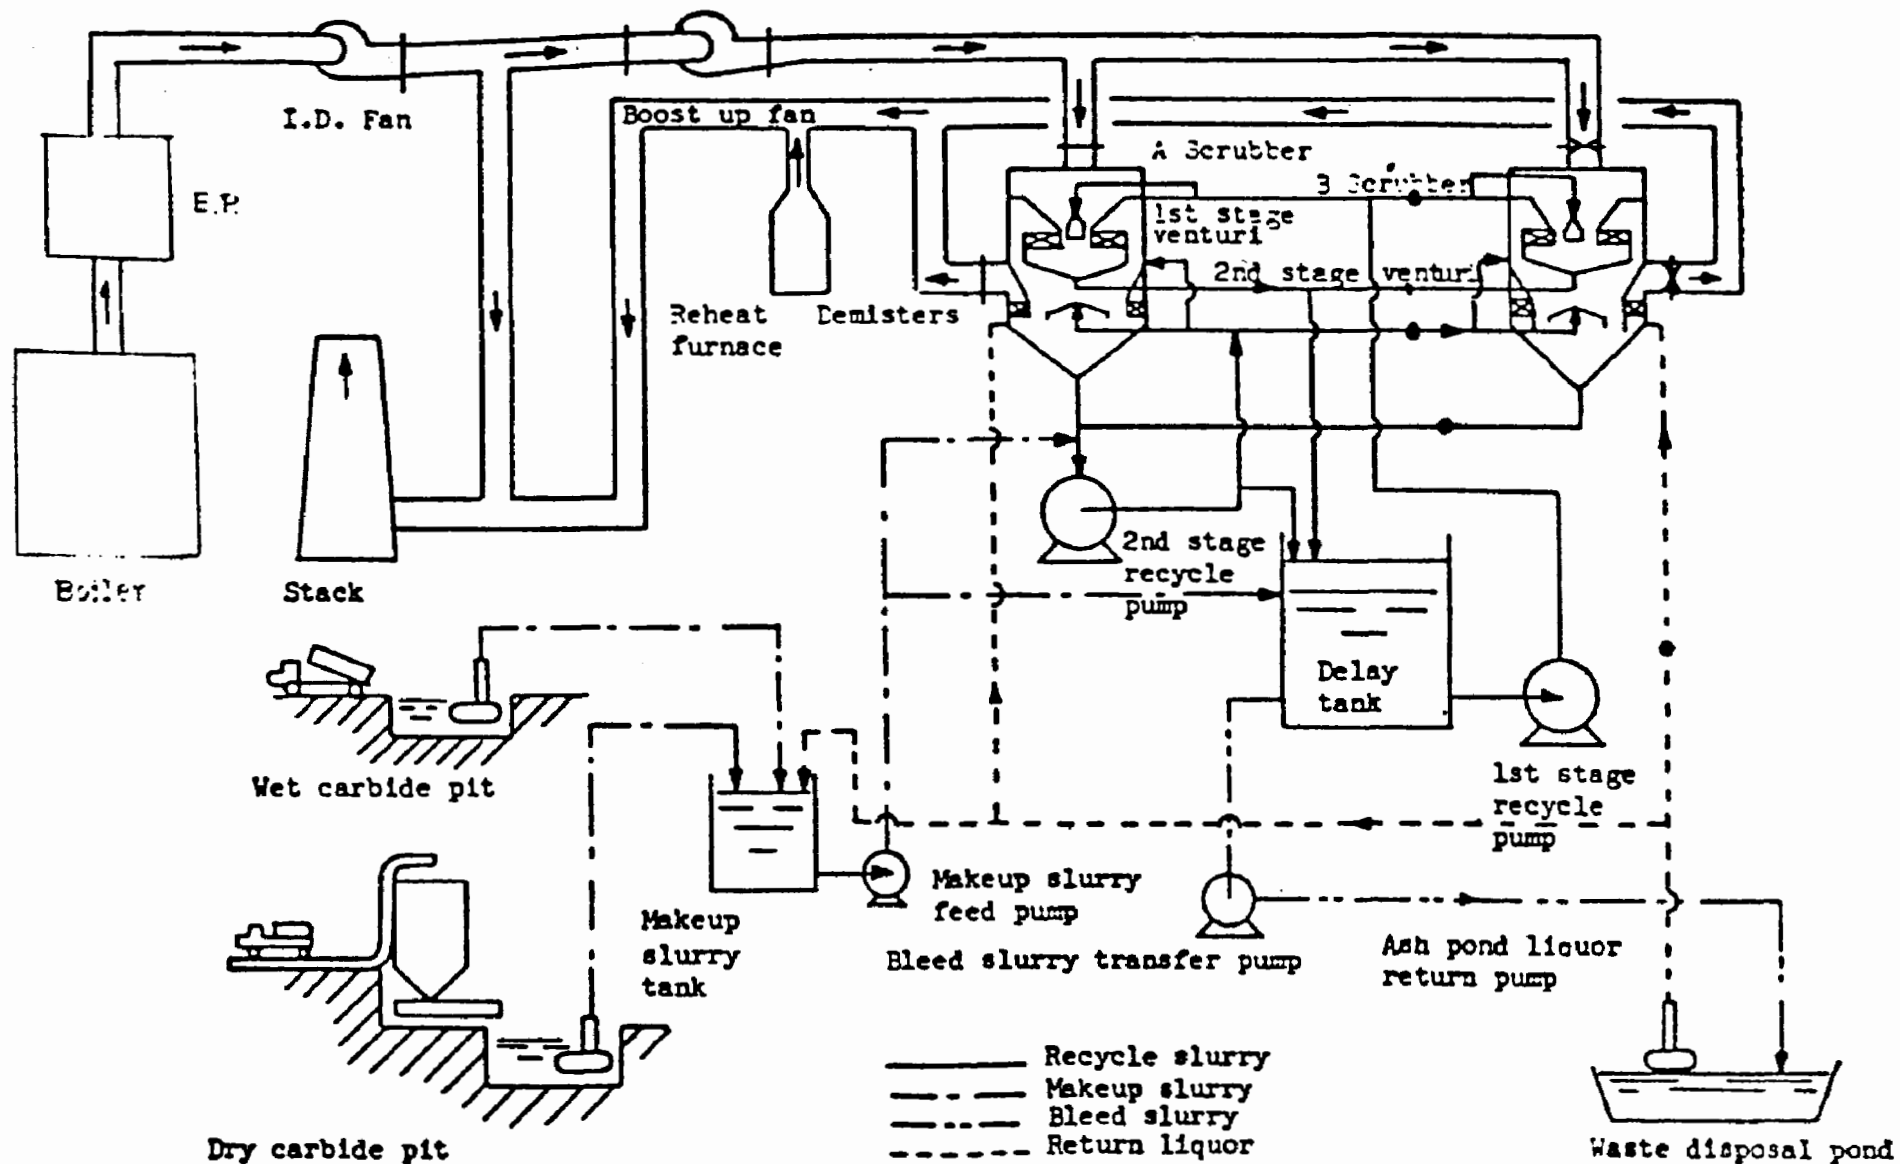 I.D. Fan
Boost up fan
A Scrubber
E.P.
B Scrubber
1st stage
venturi
2nd stage venturi
Reheat
furnace
Demisters
2nd stage
recycle
pump
Boiler
Stack
Delay
tank
Wet carbide pit
1st stage
recycle
pump
Makeup slurry
feed pump
Makeup
slurry
tank
Bleed slurry transfer pump
Ash pond liquor
return pump
Recycle slurry
Makeup slurry
Bleed slurry
Return liquor
Dry carbide pit
Waste disposal pond